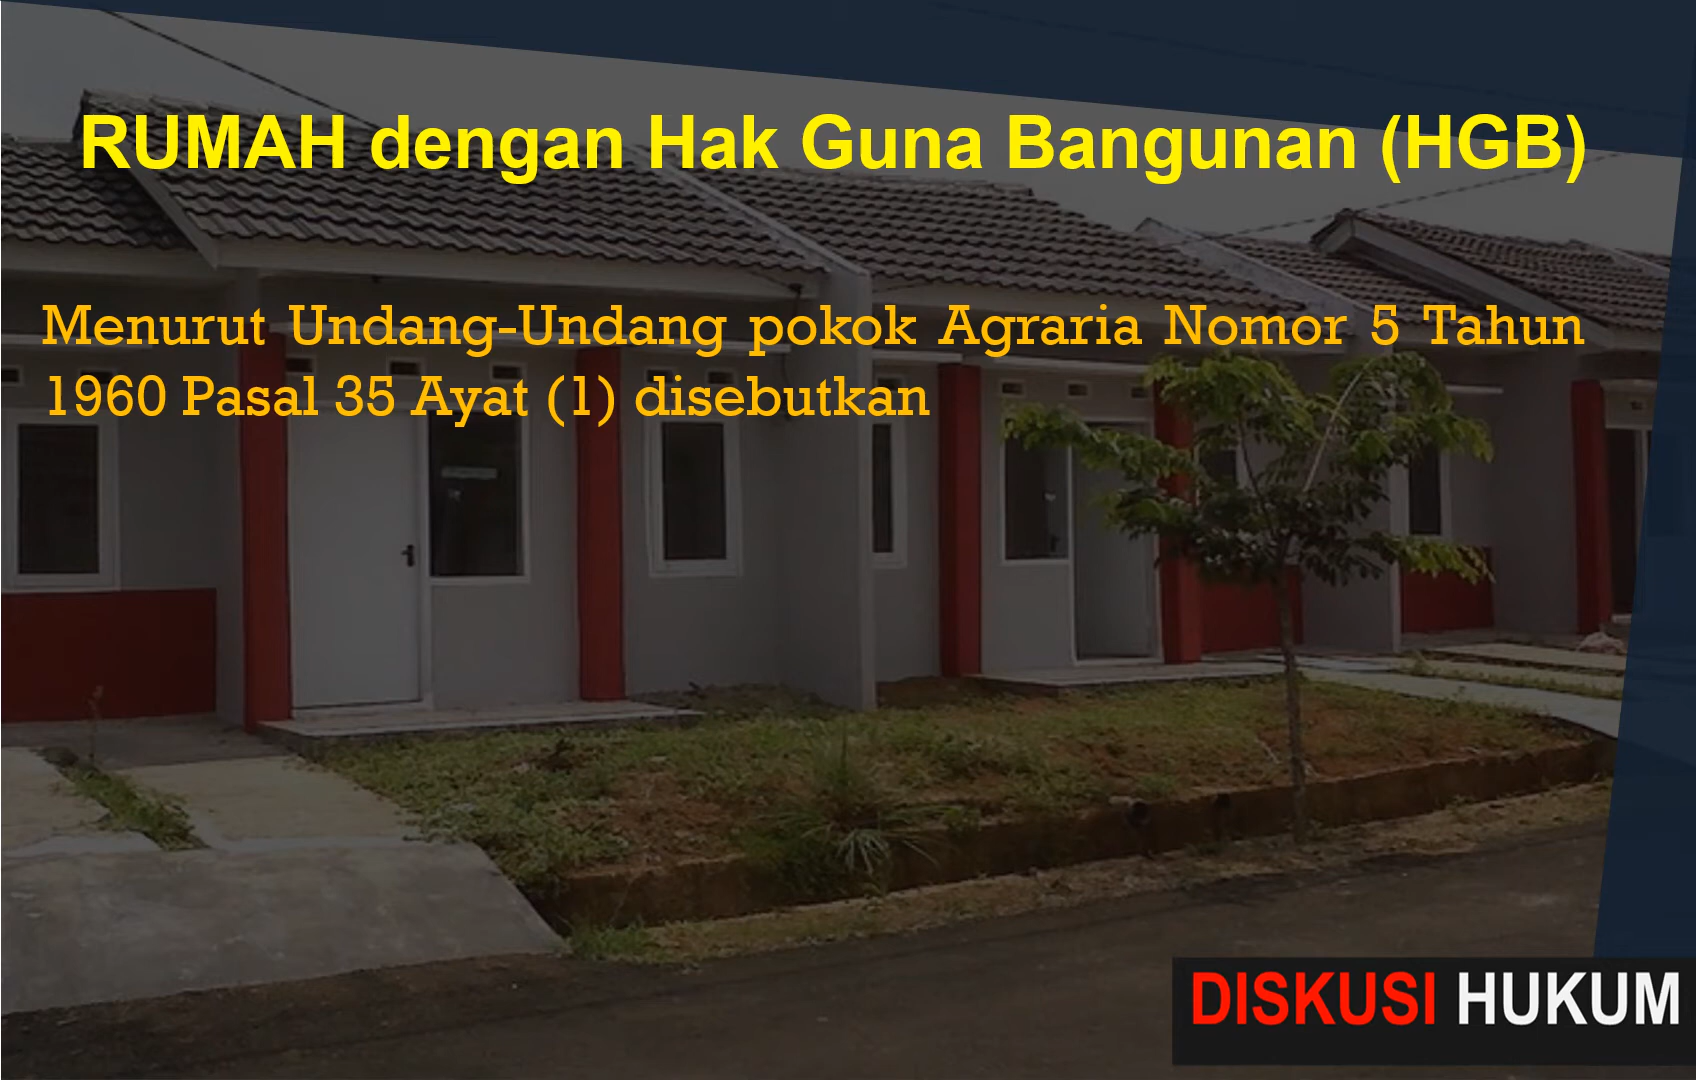 RUMAH dengan Hak Guna Bangunan (HGB)
Menurut Undang-Undang pokok Agraria Nomor 5 Tahun
1960 Pasal 35 Ayat (1) disebutkan
DISKUSI HUKUM